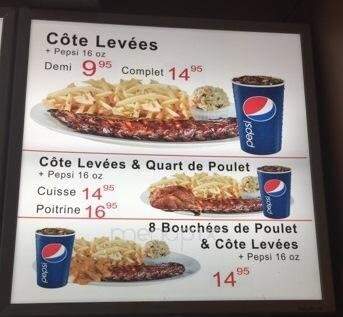 Côte Levées
+ Pepsi 16 oz
Demi 9 95 Complet 14 95
pepsi
Côte Levées & Quart de Poulet
+ Pepsi 16 oz
Cuisse 14 95
Poitrine 16 95
pepsi
8 Bouchées de Poulet
& Côte Levées
+ Pepsi 16 oz
14 95
pepsi